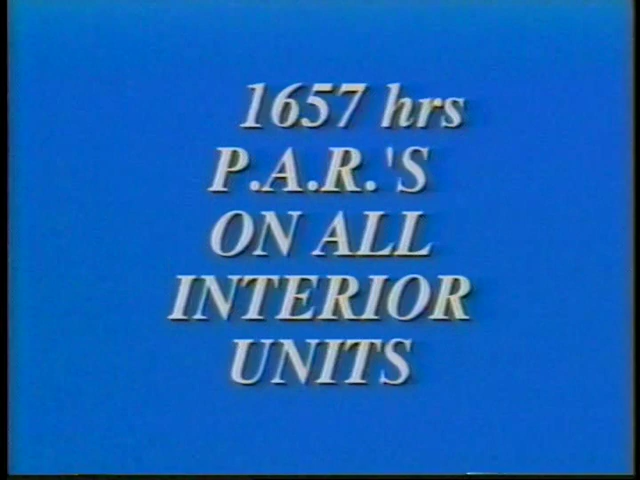 1657 hrs
P.A.R.'S
ON ALL
INTERIOR
UNITS